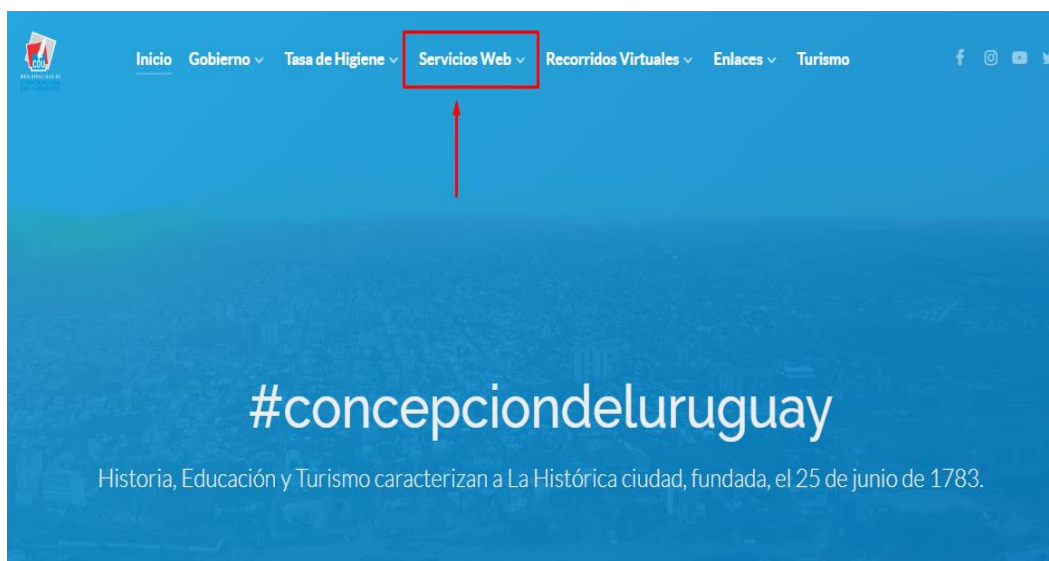 CDU
Inicio Gobierno Tasa de Higiene Servicios Web Recorridos Virtuales Enlaces Turismo
#concepciondeluruguay
Historia, Educación y Turismo caracterizan a La Histórica ciudad, fundada, el 25 de junio de 1783.